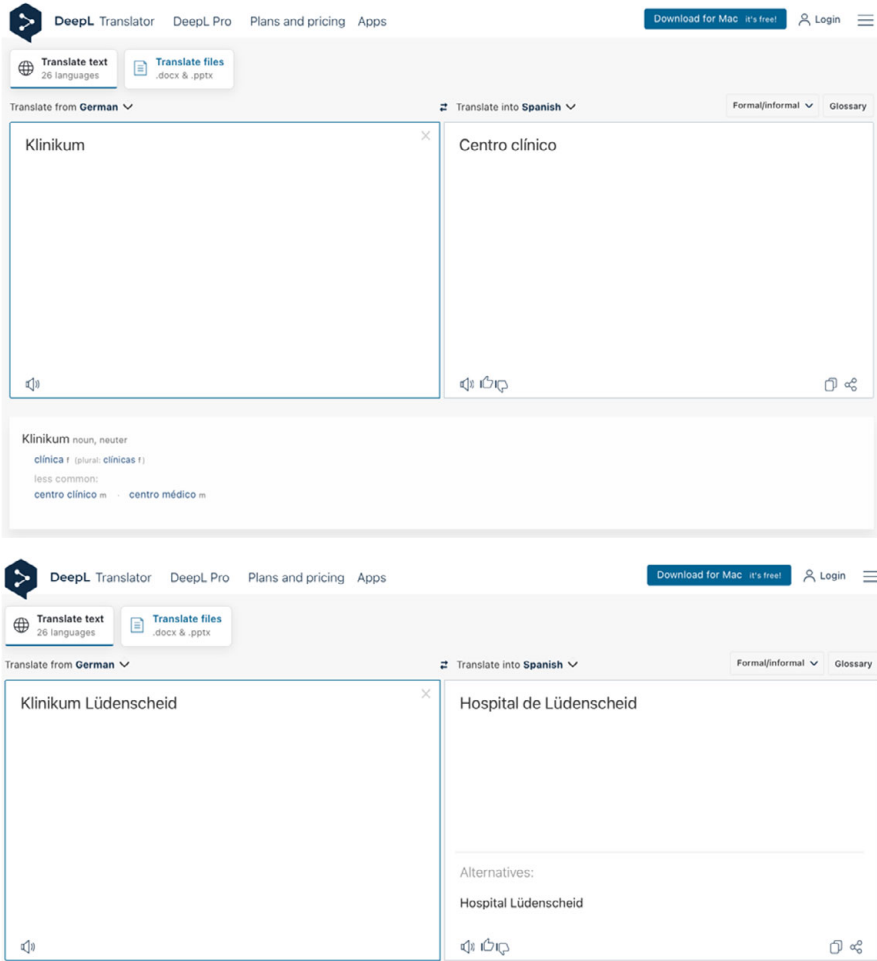 DeepL Translator DeepL Pro Plans and pricing Apps Download for Mac it's free! Login
Translate text Translate files
26 languages .docx & .pptx
Translate from German Translate into Spanish Formal/informal Glossary
Klinikum Centro clínico
Klinikum noun, neuter
clínica f (plural: clínicas f)
less common:
centro clínico m · centro médico m
DeepL Translator DeepL Pro Plans and pricing Apps Download for Mac it's free! Login
Translate text Translate files
26 languages .docx & .pptx
Translate from German Translate into Spanish Formal/informal Glossary
Klinikum Lüdenscheid Hospital de Lüdenscheid
Alternatives:
Hospital Lüdenscheid